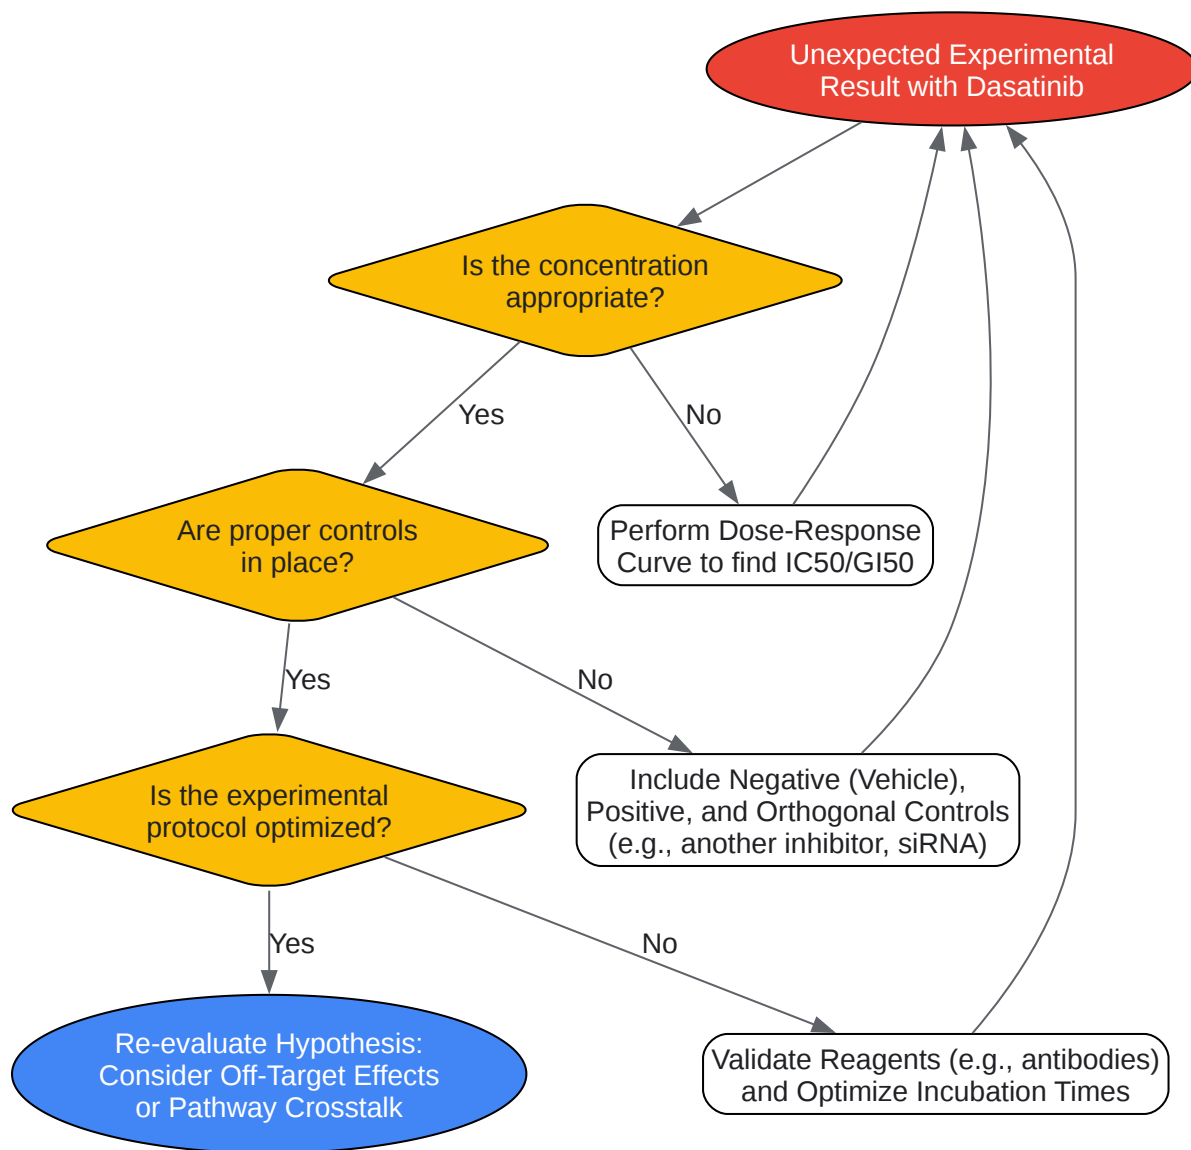 Unexpected Experimental
Result with Dasatinib
Is the concentration
appropriate?
Yes
No
Are proper controls
in place?
Perform Dose-Response
Curve to find IC50/GI50
Yes
No
Is the experimental
protocol optimized?
Include Negative (Vehicle),
Positive, and Orthogonal Controls
(e.g., another inhibitor, siRNA)
Yes
No
Re-evaluate Hypothesis:
Consider Off-Target Effects
or Pathway Crosstalk
Validate Reagents (e.g., antibodies)
and Optimize Incubation Times